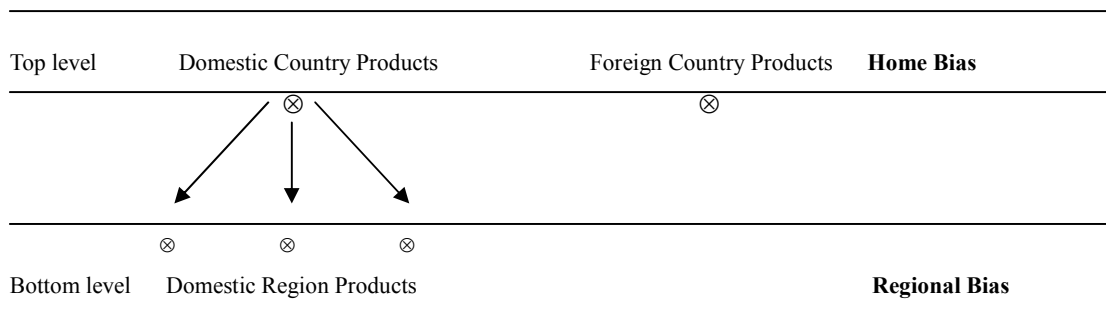 Top level Domestic Country Products Foreign Country Products Home Bias
⊗ ⊗
⊗ ⊗ ⊗
Bottom level Domestic Region Products Regional Bias